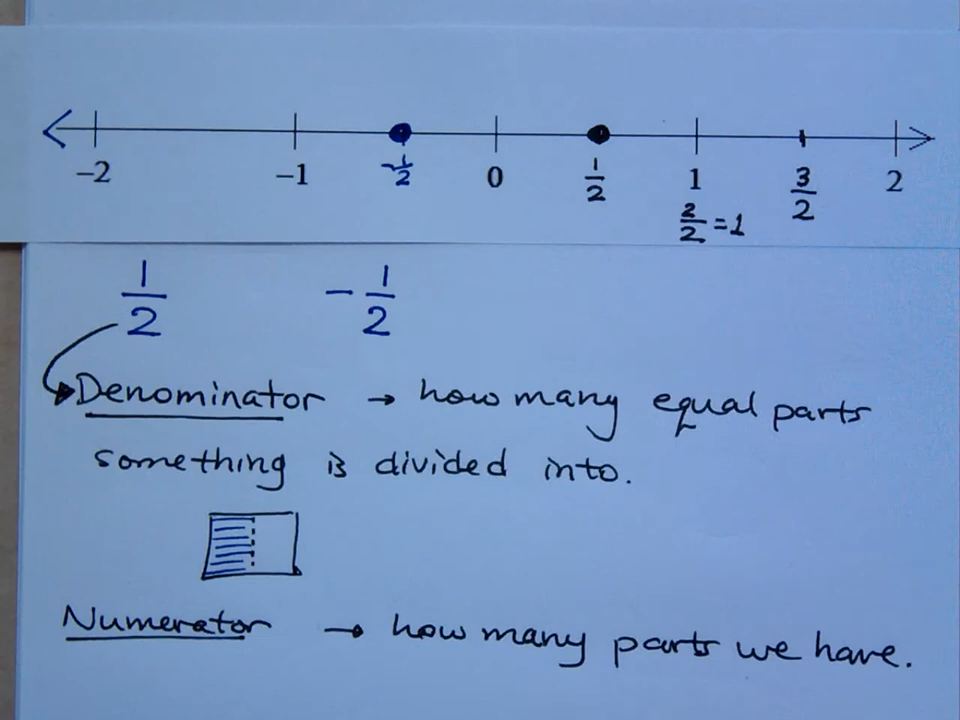 -2 -1 -1/2 0 1/2 1 3/2 2
2/2 = 1
1/2 - 1/2
Denominator → how many equal parts
something is divided into.
Numerator → how many parts we have.